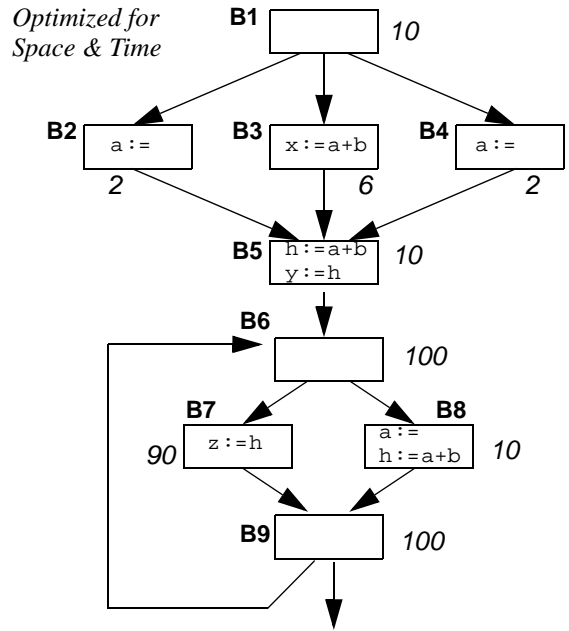 Optimized for
Space & Time
B1
10
B2
a:=
2
B3
x:=a+b
6
B4
a:=
2
B5
h:=a+b
y:=h
10
B6
100
B7
z:=h
90
B8
a:=
h:=a+b
10
B9
100